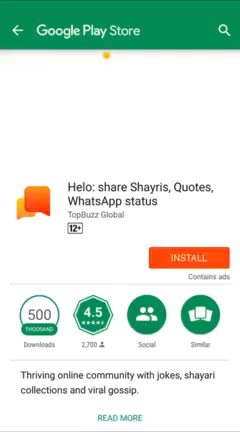 Google Play Store
Helo: share Shayris, Quotes,
WhatsApp status
TopBuzz Global
12+
INSTALL
Contains ads
500
THOUSAND
4.5
Downloads
2,700
Social
Similar
Thriving online community with jokes, shayari
collections and viral gossip.
READ MORE